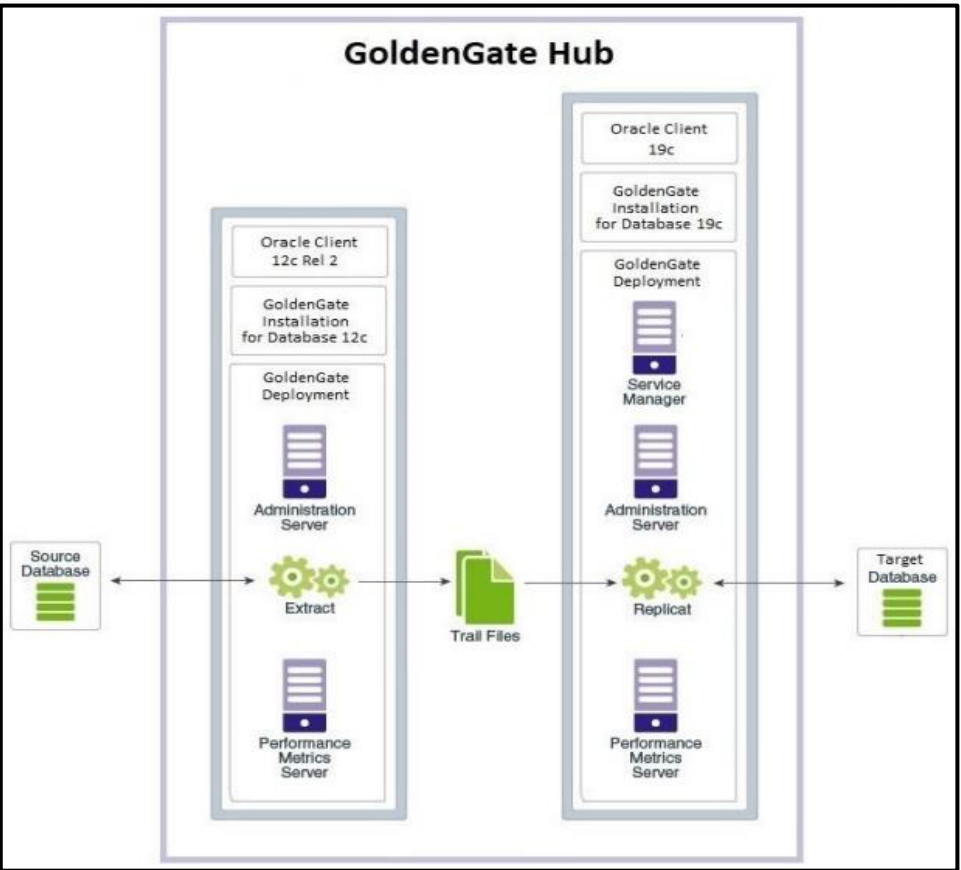 GoldenGate Hub
Source
Database
Oracle Client
12c Rel 2
GoldenGate
Installation
for Database 12c
GoldenGate
Deployment
Administration
Server
Extract
Performance
Metrics
Server
Trail Files
Oracle Client
19c
GoldenGate
Installation
for Database 19c
GoldenGate
Deployment
Service
Manager
Administration
Server
Replicat
Performance
Metrics
Server
Target
Database